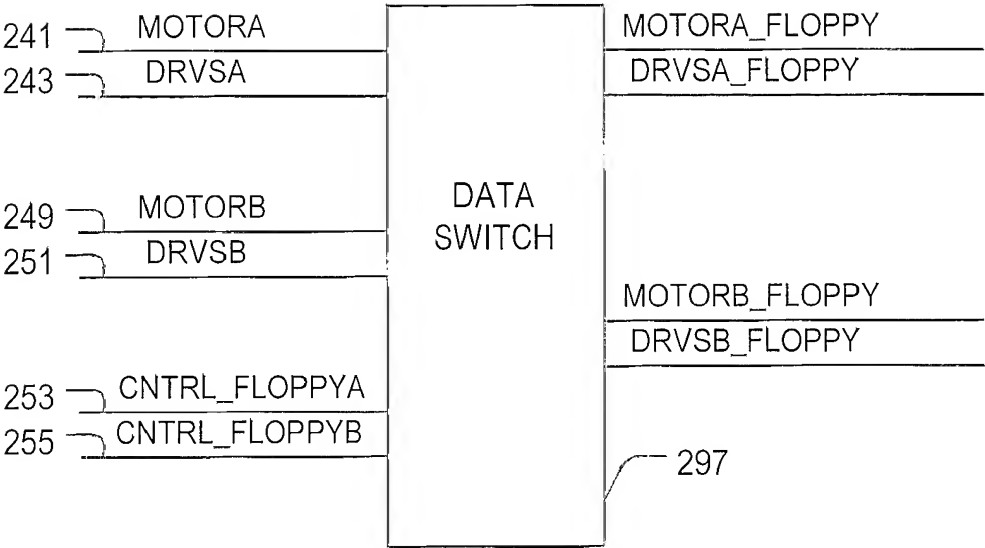 241 MOTORA
243 DRVSA
249 MOTORB
251 DRVSB
253 CNTRL_FLOPPYA
255 CNTRL_FLOPPYB
DATA
SWITCH
MOTORA_FLOPPY
DRVSA_FLOPPY
MOTORB_FLOPPY
DRVSB_FLOPPY
297